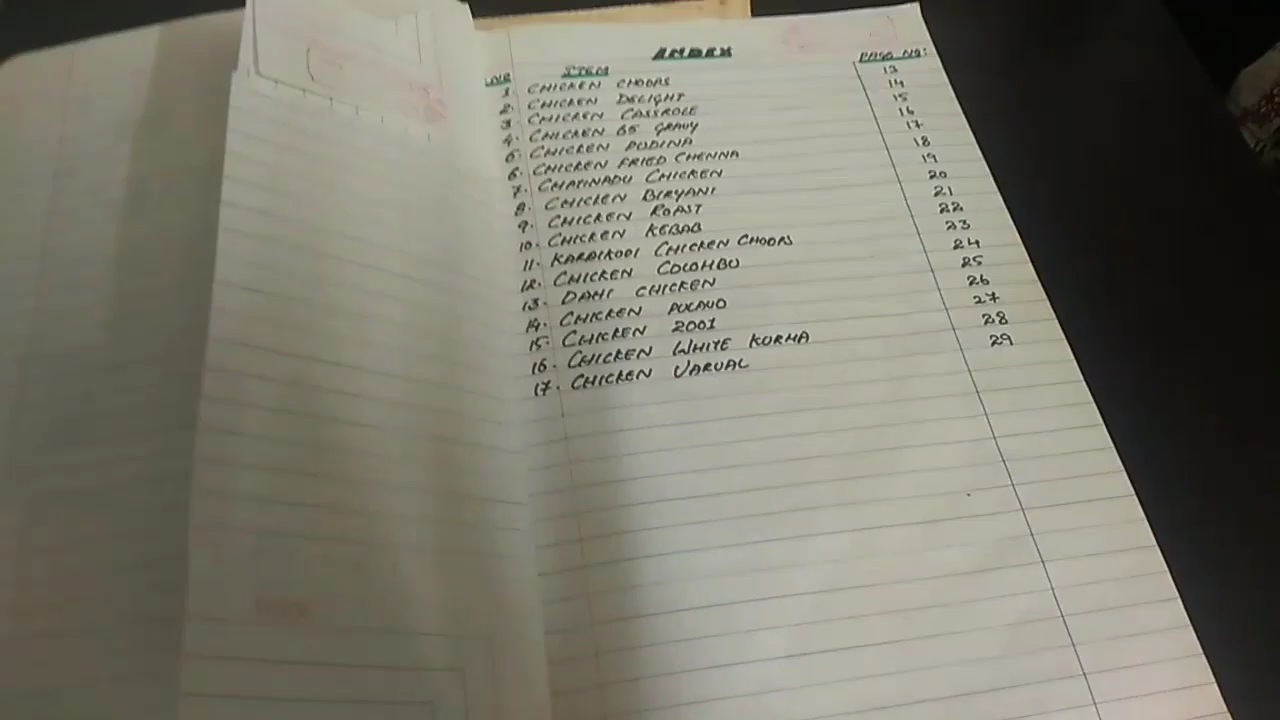 INDEX
S.NO ITEM PAGE NO:
1. CHICKEN CHOPS 13
2. CHICKEN DELIGHT 14
3. CHICKEN CASSROLE 15
4. CHICKEN 65 GRAVY 16
5. CHICKEN PUDINA 17
6. CHICKEN FRIED CHENNA 18
7. CHATINADU CHICKEN 19
8. CHICKEN BIRYANI 20
9. CHICKEN ROAST 21
10. CHICKEN KEBAB 22
11. KARAIKODI CHICKEN CHOPS 23
12. CHICKEN COLOMBO 24
13. DAHI CHICKEN 25
14. CHICKEN PULAUO 26
15. CHICKEN 2001 27
16. CHICKEN WHITE KURMA 28
17. CHICKEN VARUAL 29